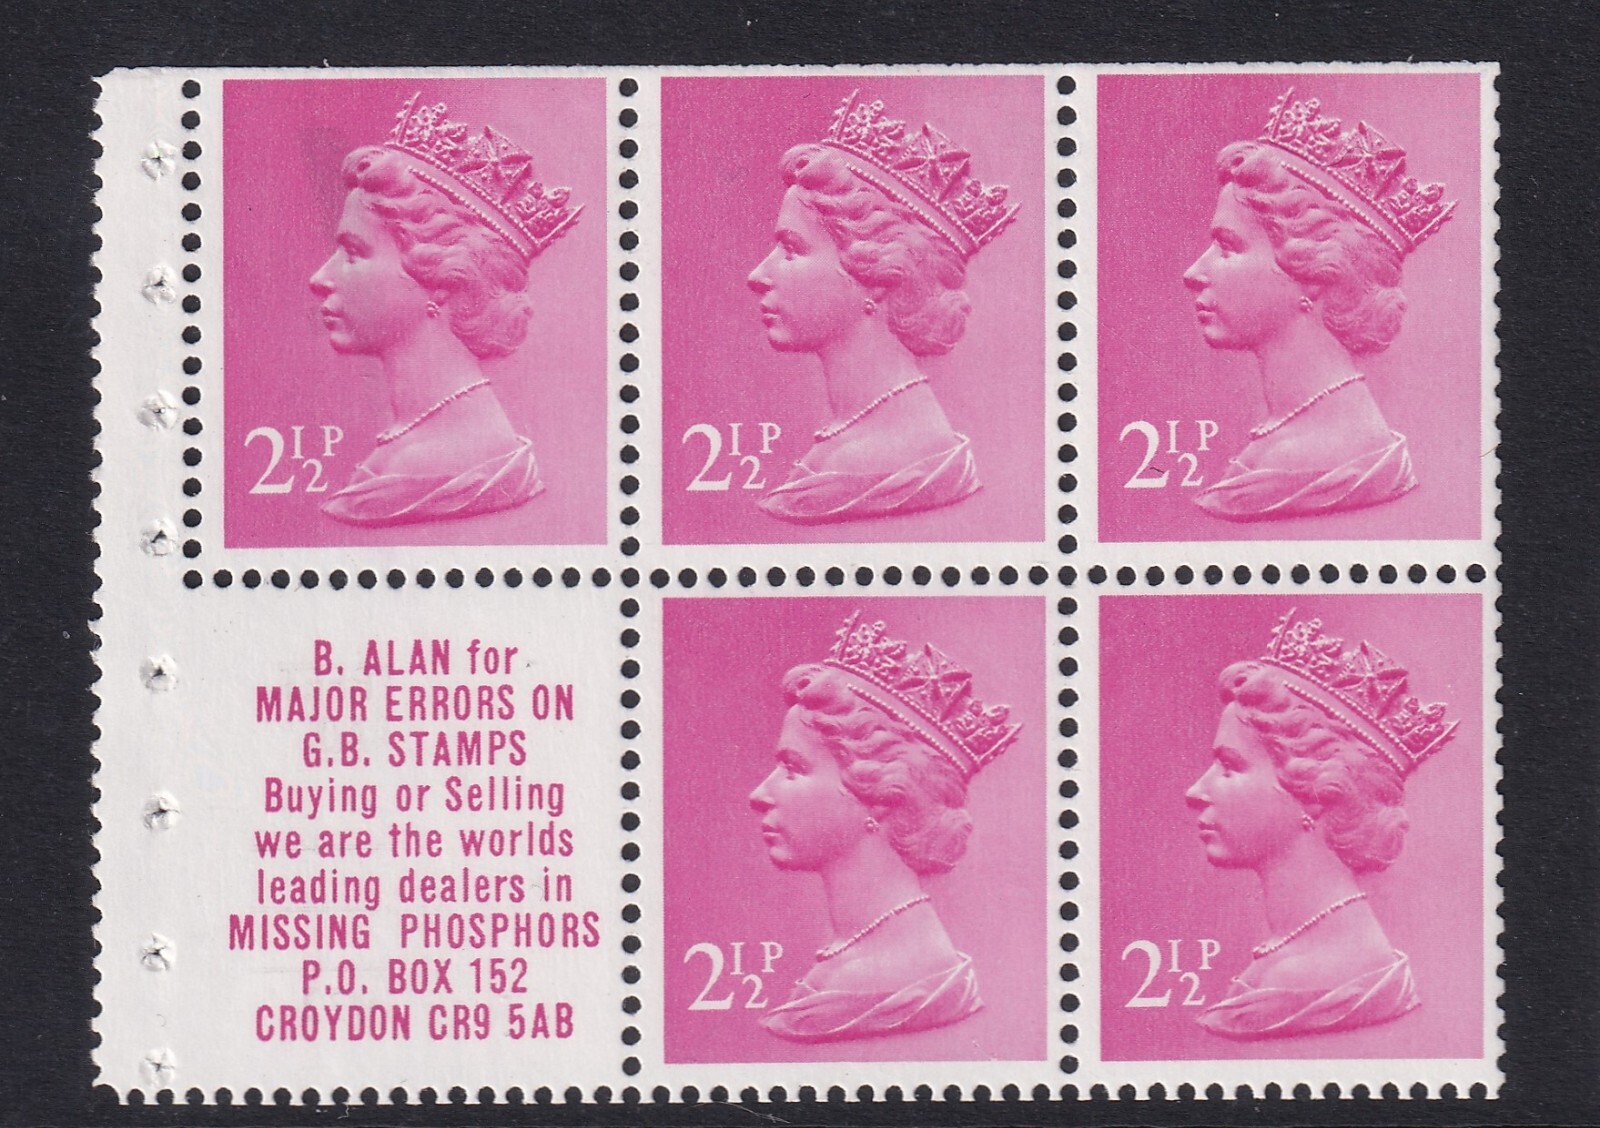 2½P 2½P 2½P
B. ALAN for
MAJOR ERRORS ON
G.B. STAMPS
Buying or Selling
we are the worlds
leading dealers in
MISSING PHOSPHORS
P.O. BOX 152
CROYDON CR9 5AB
2½P 2½P